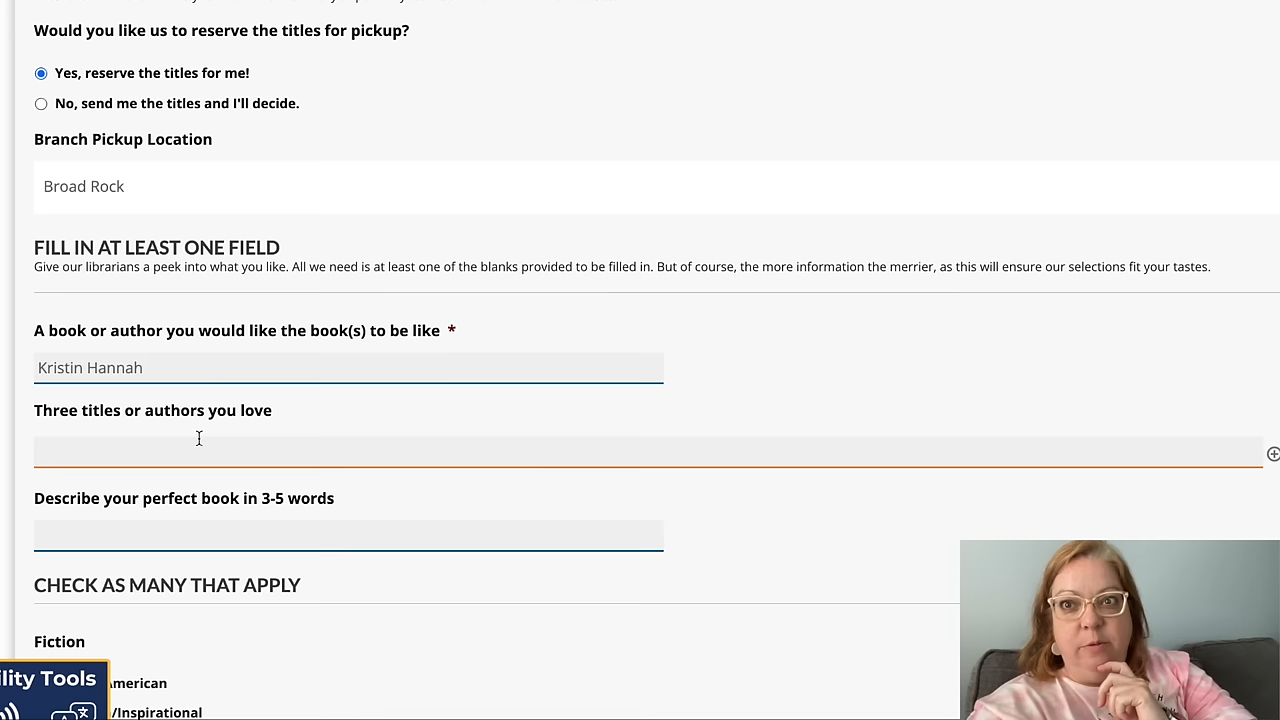 Would you like us to reserve the titles for pickup?
Yes, reserve the titles for me!
No, send me the titles and I'll decide.
Branch Pickup Location
Broad Rock
FILL IN AT LEAST ONE FIELD
Give our librarians a peek into what you like. All we need is at least one of the blanks provided to be filled in. But of course, the more information the merrier, as this will ensure our selections fit your tastes.
A book or author you would like the book(s) to be like *
Kristin Hannah
Three titles or authors you love
Describe your perfect book in 3-5 words
CHECK AS MANY THAT APPLY
Fiction
ility Tools
American
/Inspirational